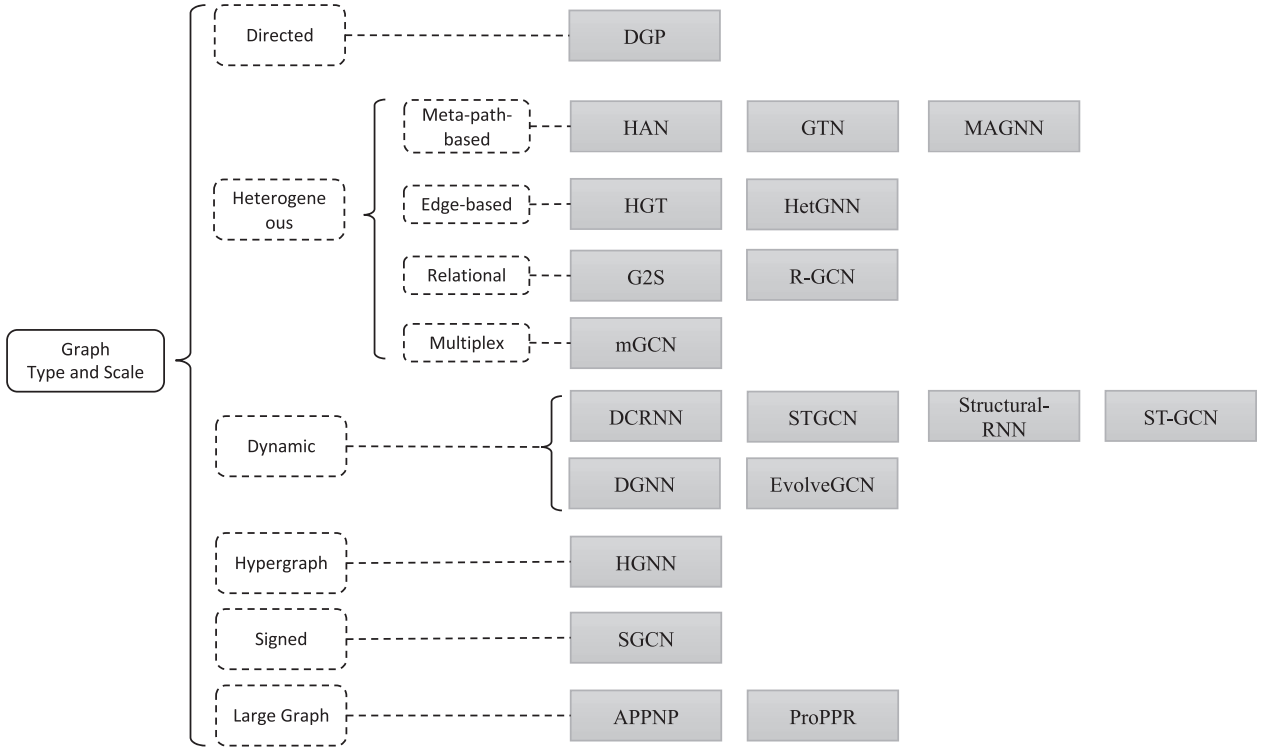 Directed
DGP
Meta-path-
based
HAN
GTN
MAGNN
Heterogene
ous
Edge-based
HGT
HetGNN
Relational
G2S
R-GCN
Multiplex
mGCN
Graph
Type and Scale
Dynamic
DCRNN
STGCN
Structural-
RNN
ST-GCN
DGNN
EvolveGCN
Hypergraph
HGNN
Signed
SGCN
Large Graph
APPNP
ProPPR